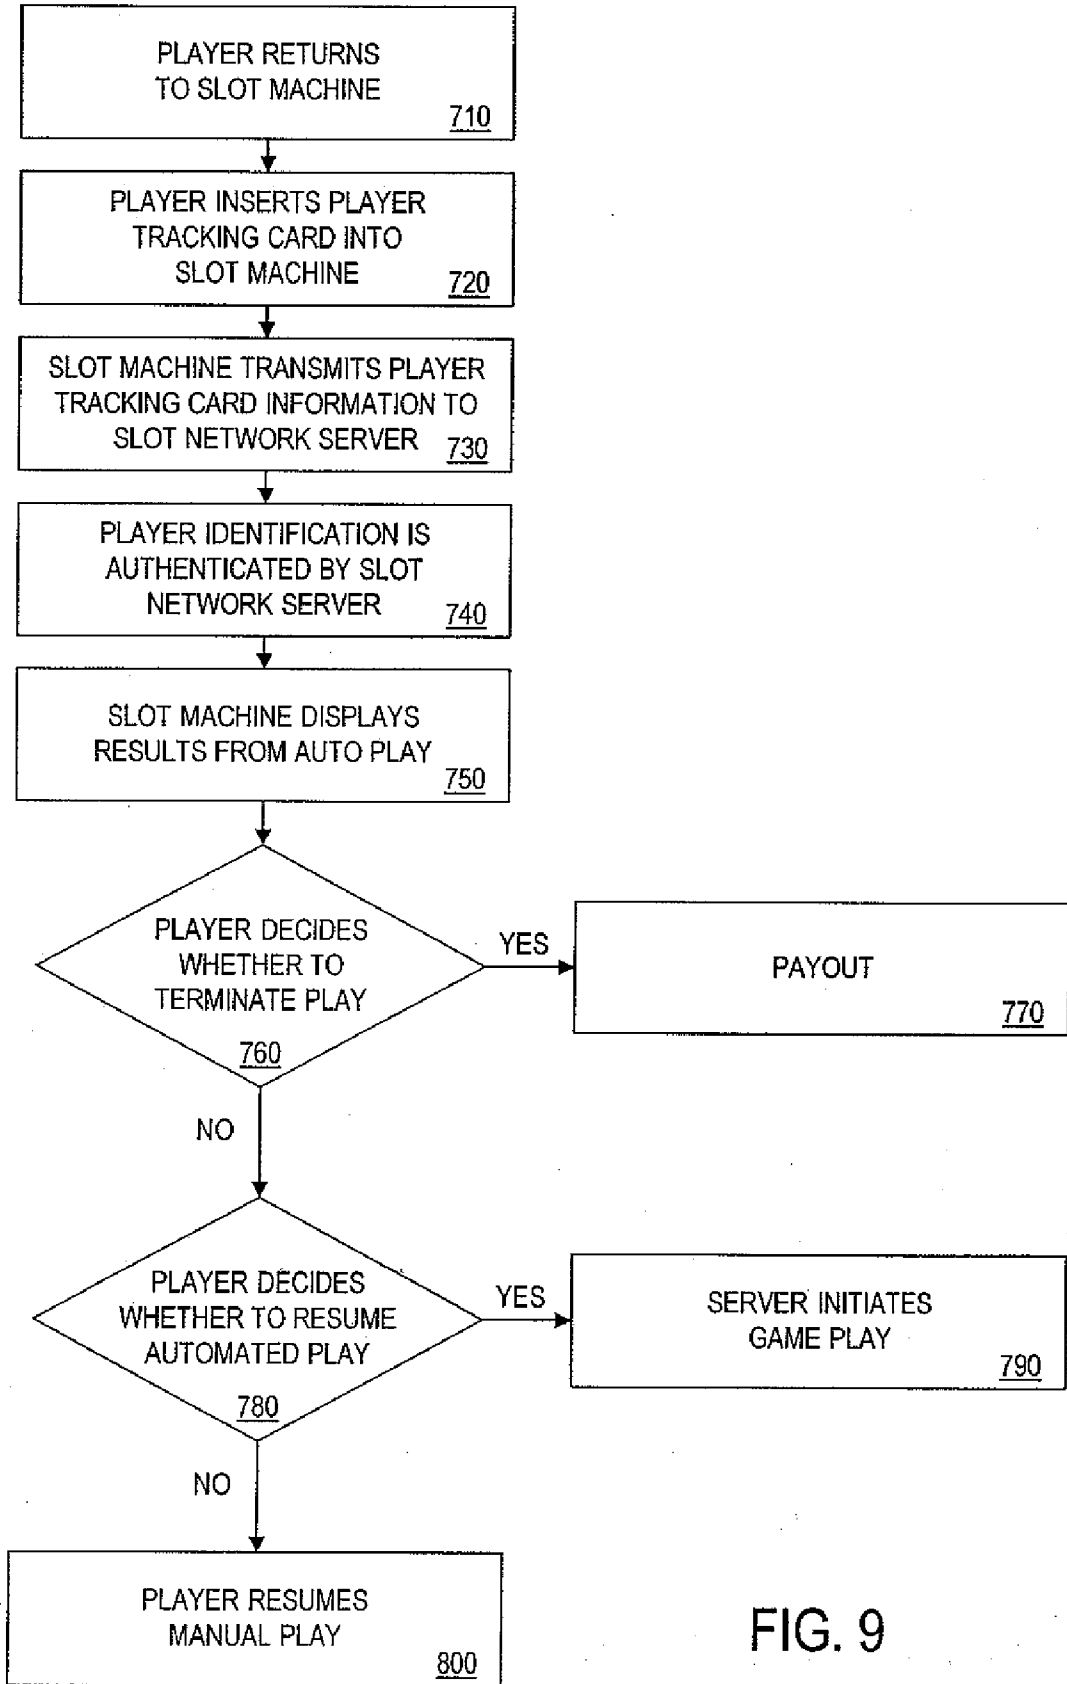 PLAYER RETURNS
TO SLOT MACHINE
710
PLAYER INSERTS PLAYER
TRACKING CARD INTO
SLOT MACHINE
720
SLOT MACHINE TRANSMITS PLAYER
TRACKING CARD INFORMATION TO
SLOT NETWORK SERVER
730
PLAYER IDENTIFICATION IS
AUTHENTICATED BY SLOT
NETWORK SERVER
740
SLOT MACHINE DISPLAYS
RESULTS FROM AUTO PLAY
750
PLAYER DECIDES
WHETHER TO
TERMINATE PLAY
760
YES
PAYOUT
770
NO
PLAYER DECIDES
WHETHER TO RESUME
AUTOMATED PLAY
780
YES
SERVER INITIATES
GAME PLAY
790
NO
PLAYER RESUMES
MANUAL PLAY
800
FIG. 9